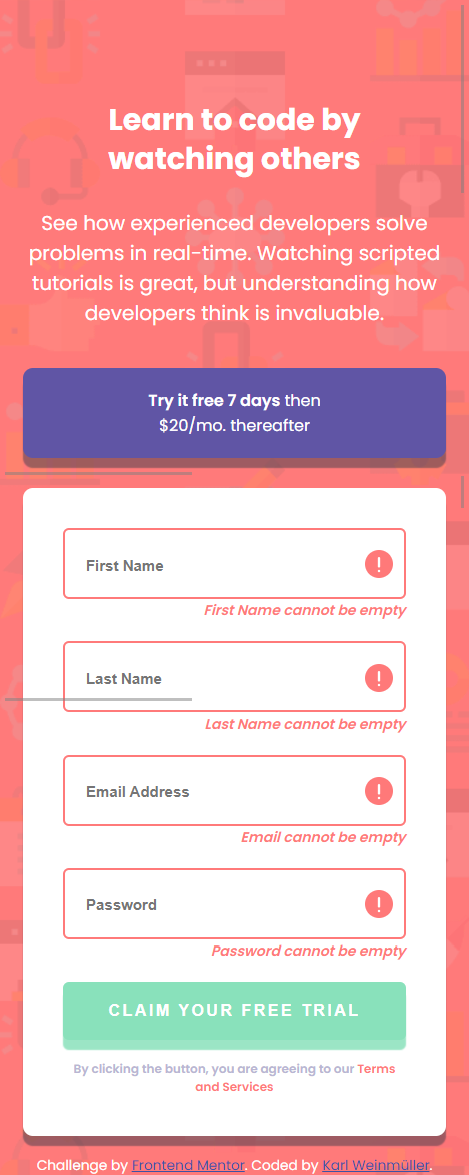 Learn to code by
watching others
See how experienced developers solve
problems in real-time. Watching scripted
tutorials is great, but understanding how
developers think is invaluable.
Try it free 7 days then
$20/mo. thereafter
First Name
First Name cannot be empty
Last Name
Last Name cannot be empty
Email Address
Email cannot be empty
Password
Password cannot be empty
CLAIM YOUR FREE TRIAL
By clicking the button, you are agreeing to our Terms
and Services
Challenge by Frontend Mentor. Coded by Karl Weinmüller.